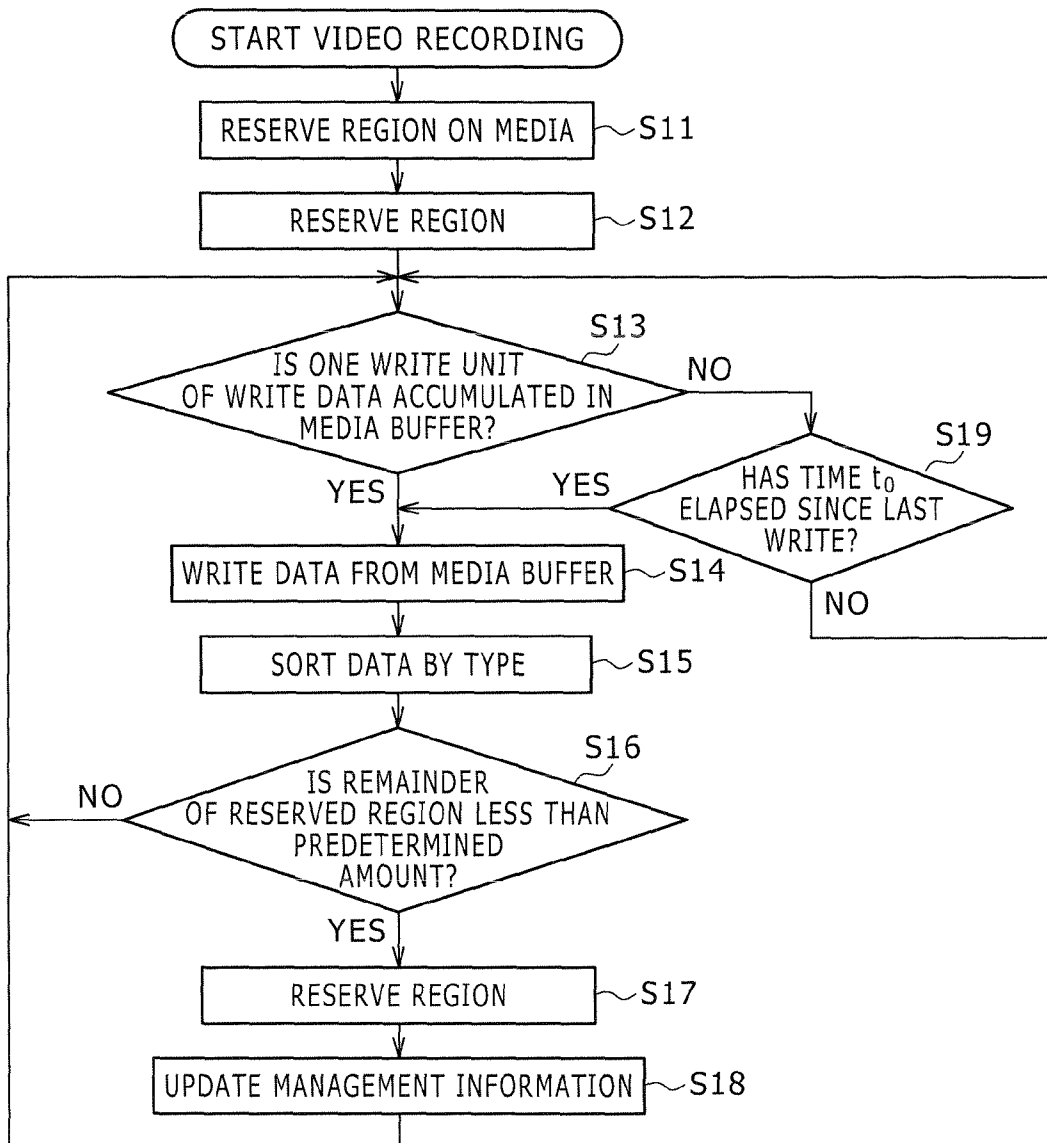 START VIDEO RECORDING
RESERVE REGION ON MEDIA
S11
RESERVE REGION
S12
S13
IS ONE WRITE UNIT
OF WRITE DATA ACCUMULATED IN
MEDIA BUFFER?
NO
YES
S19
HAS TIME t₀
ELAPSED SINCE LAST
WRITE?
YES
NO
WRITE DATA FROM MEDIA BUFFER
S14
SORT DATA BY TYPE
S15
S16
IS REMAINDER
OF RESERVED REGION LESS THAN
PREDETERMINED
AMOUNT?
NO
YES
RESERVE REGION
S17
UPDATE MANAGEMENT INFORMATION
S18